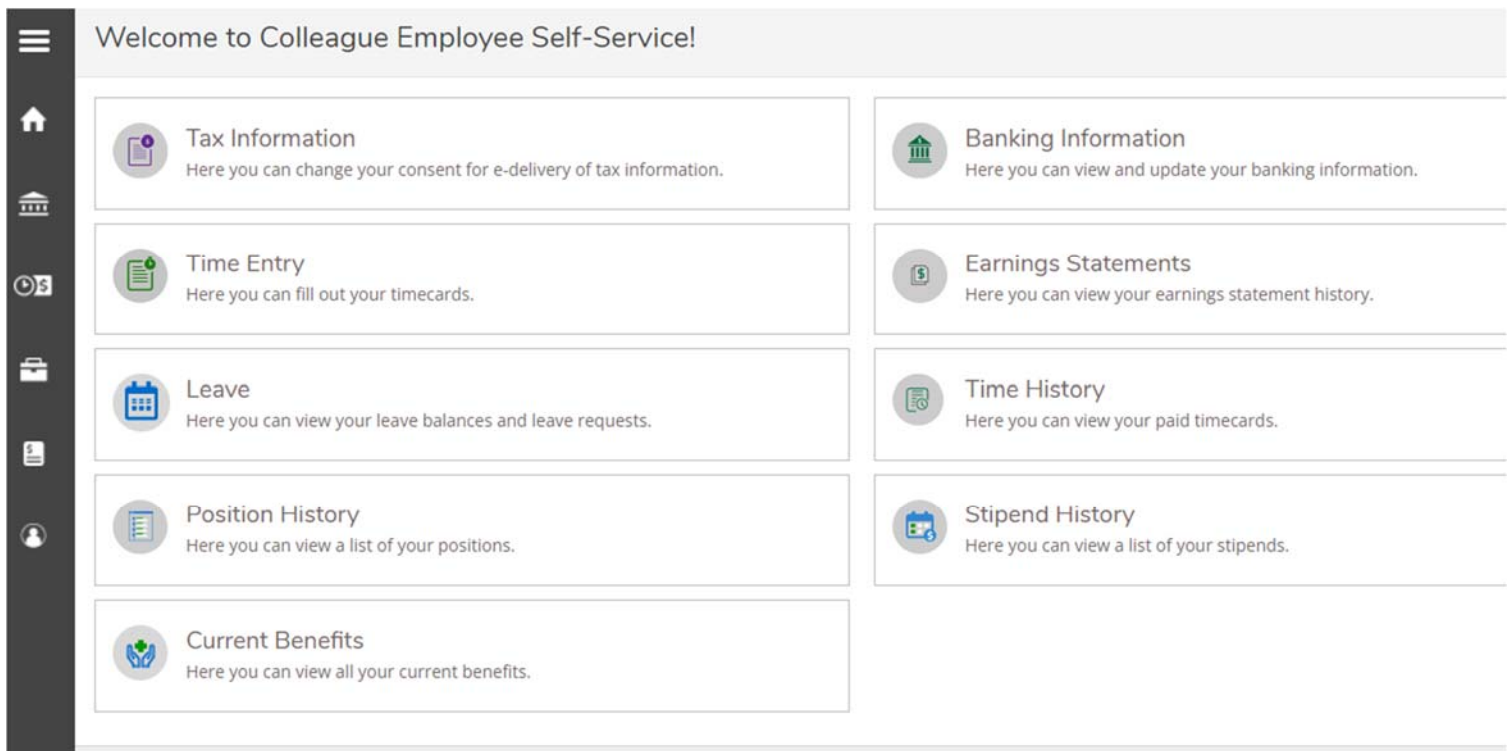 Welcome to Colleague Employee Self-Service!
Tax Information
Here you can change your consent for e-delivery of tax information.
Banking Information
Here you can view and update your banking information.
Time Entry
Here you can fill out your timecards.
Earnings Statements
Here you can view your earnings statement history.
Leave
Here you can view your leave balances and leave requests.
Time History
Here you can view your paid timecards.
Position History
Here you can view a list of your positions.
Stipend History
Here you can view a list of your stipends.
Current Benefits
Here you can view all your current benefits.